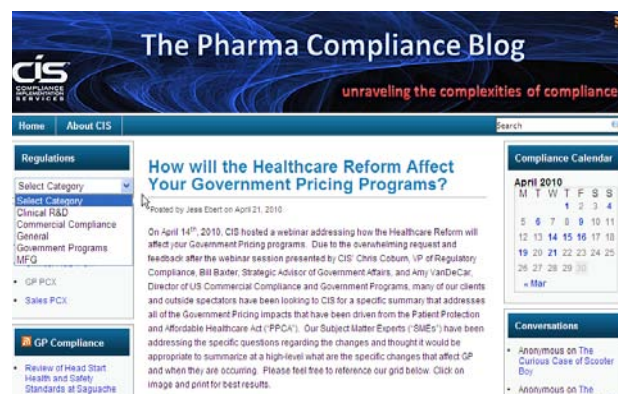 The Pharma Compliance Blog
cis
COMPLIANCE
IMPLEMENTATION
SERVICES
unraveling the complexities of compliance
Home About CIS
Search
Regulations
Select Category
Select Category
Clinical R&D
Commercial Compliance
General
Government Programs
MFG
GP PCX
Sales PCX
GP Compliance
Review of Head Start
Health and Safety
Standards at Saguache
How will the Healthcare Reform Affect
Your Government Pricing Programs?
Posted by Jess Ebert on April 21, 2010
On April 14th, 2010, CIS hosted a webinar addressing how the Healthcare Reform will
affect your Government Pricing programs. Due to the overwhelming request and
feedback after the webinar session presented by CIS' Chris Coburn, VP of Regulatory
Compliance, Bill Baxter, Strategic Advisor of Government Affairs, and Amy VanDeCar,
Director of US Commercial Compliance and Government Programs, many of our clients
and outside spectators have been looking to CIS for a specific summary that addresses
all of the Government Pricing impacts that have been driven from the Patient Protection
and Affordable Healthcare Act ("PPCA"). Our Subject Matter Experts ("SMEs") have been
addressing the specific questions regarding the changes and thought it would be
appropriate to summarize at a high-level what are the specific changes that affect GP
and when they are occurring. Please feel free to reference our grid below. Click on
image and print for best results.
Compliance Calendar
April 2010
M T W T F S S
1 2 3 4
5 6 7 8 9 10 11
12 13 14 15 16 17 18
19 20 21 22 23 24 25
26 27 28 29 30
« Mar
Conversations
Anonymous on The
Curious Case of Scooter
Boy
Anonymous on The